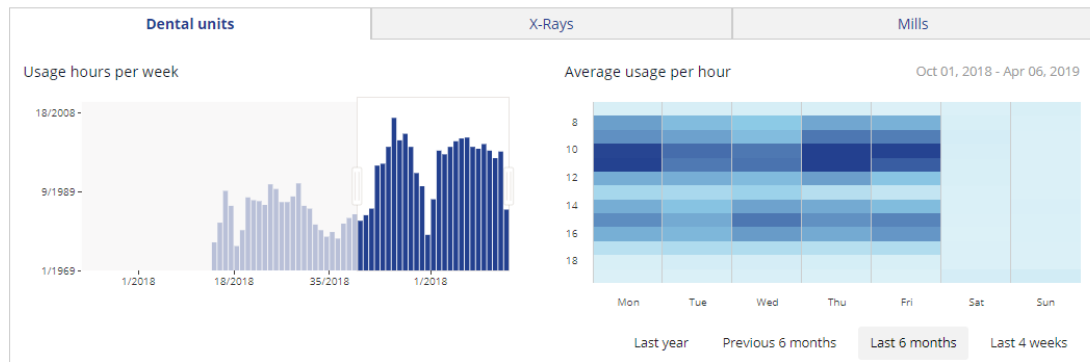 Dental units
X-Rays
Mills
Usage hours per week
18/2008
9/1989
1/1969
1/2018
18/2018
35/2018
1/2018
Average usage per hour
Oct 01, 2018 - Apr 06, 2019
8
10
12
14
16
18
Mon Tue Wed Thu Fri Sat Sun
Last year Previous 6 months Last 6 months Last 4 weeks